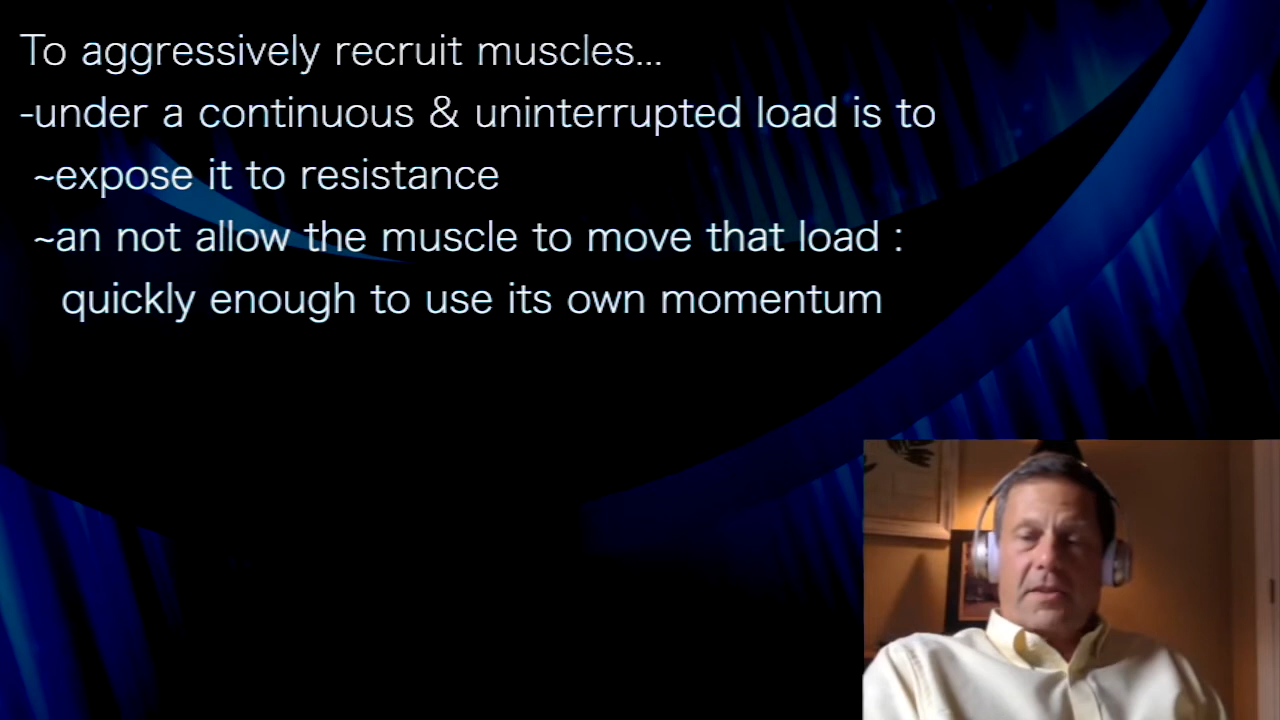 To aggressively recruit muscles...
-under a continuous & uninterrupted load is to
~expose it to resistance
~an not allow the muscle to move that load :
quickly enough to use its own momentum